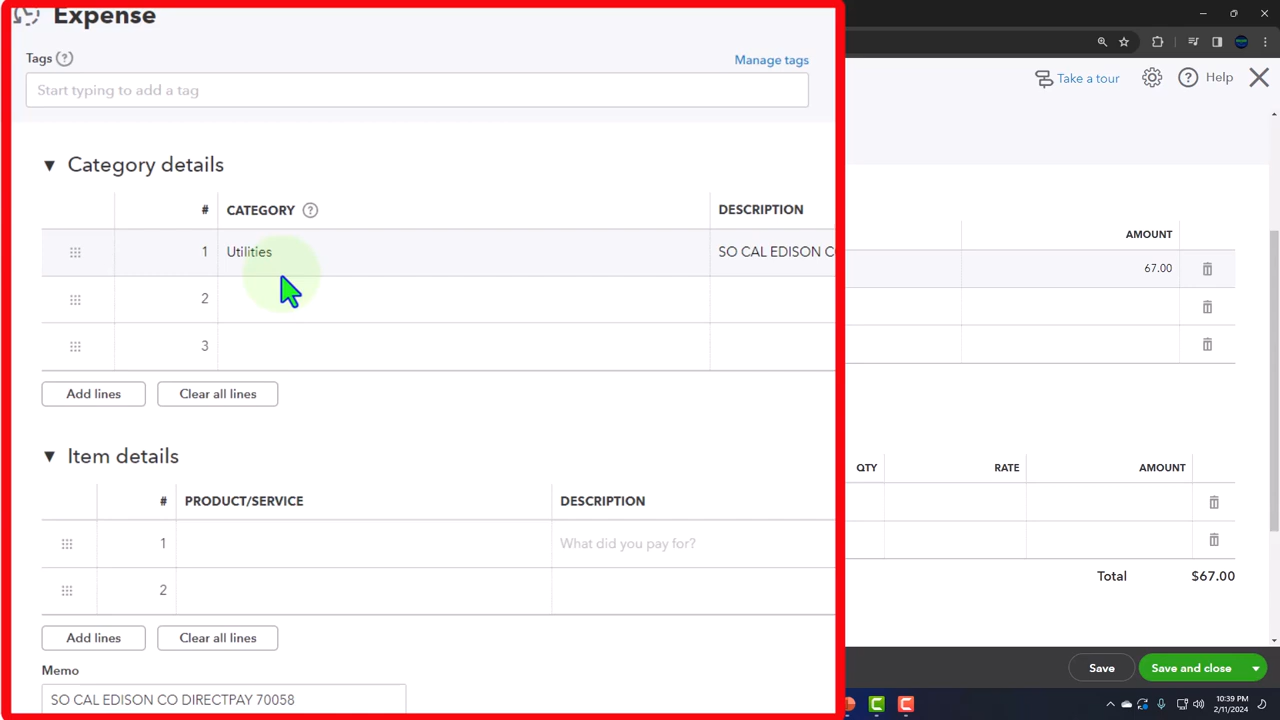 Expense
Take a tour
Help
Tags ?
Manage tags
Start typing to add a tag
Category details
# CATEGORY ? DESCRIPTION AMOUNT
1 Utilities SO CAL EDISON C 67.00
2
3
Add lines Clear all lines
Item details
# PRODUCT/SERVICE DESCRIPTION QTY RATE AMOUNT
1 What did you pay for?
2
Total $67.00
Add lines Clear all lines
Memo
SO CAL EDISON CO DIRECTPAY 70058
Save Save and close
10:39 PM
2/11/2024